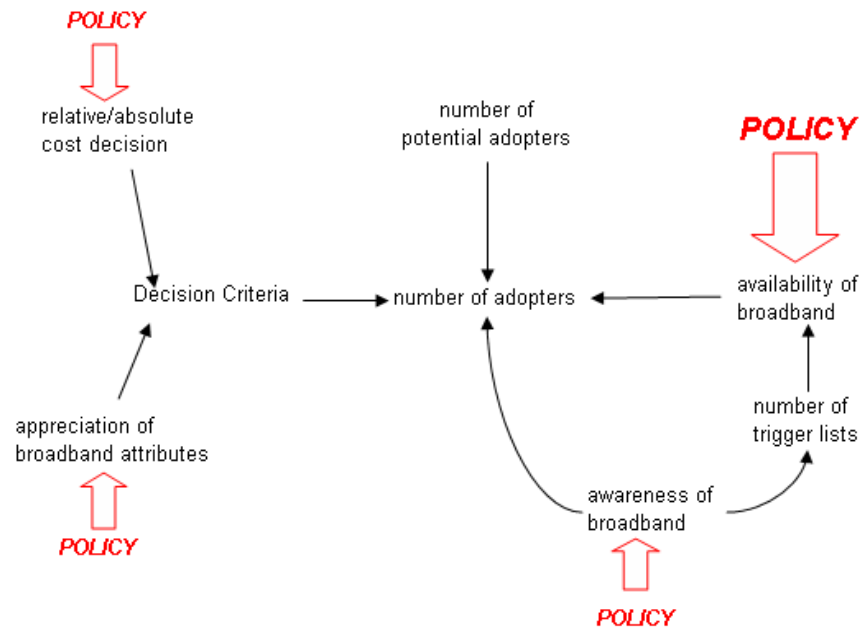 POLICY
relative/absolute
cost decision
number of
potential adopters
POLICY
Decision Criteria
number of adopters
availability of
broadband
appreciation of
broadband attributes
number of
trigger lists
awareness of
broadband
POLICY
POLICY